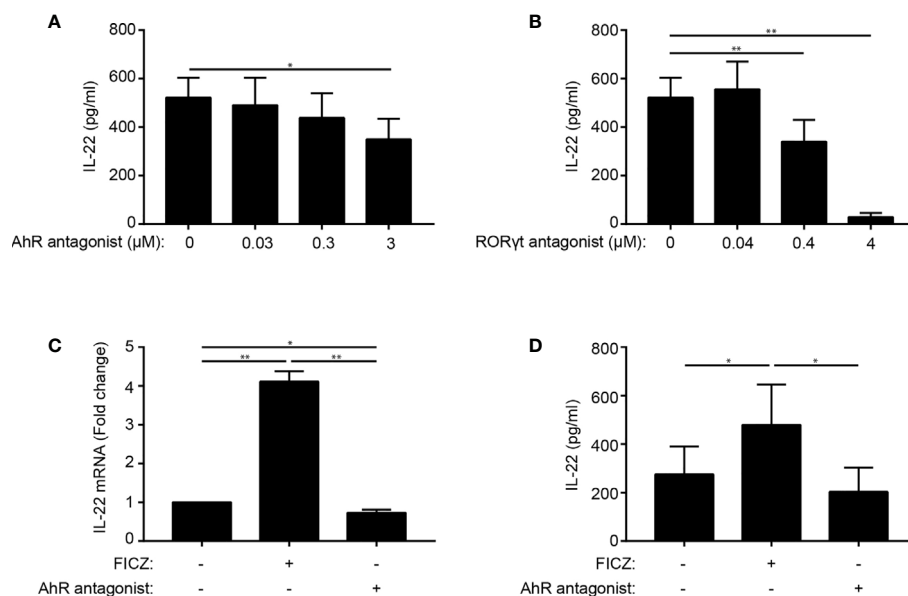 A
800
600
400
200
0
IL-22 (pg/ml)
*
AhR antagonist (µM): 0 0.03 0.3 3
B
800
600
400
200
0
IL-22 (pg/ml)
**
**
RORγt antagonist (µM): 0 0.04 0.4 4
C
5
4
3
2
1
0
IL-22 mRNA (Fold change)
*
** **
FICZ: - + -
AhR antagonist: - - +
D
800
600
400
200
0
IL-22 (pg/ml)
* *
FICZ: - + -
AhR antagonist: - - +